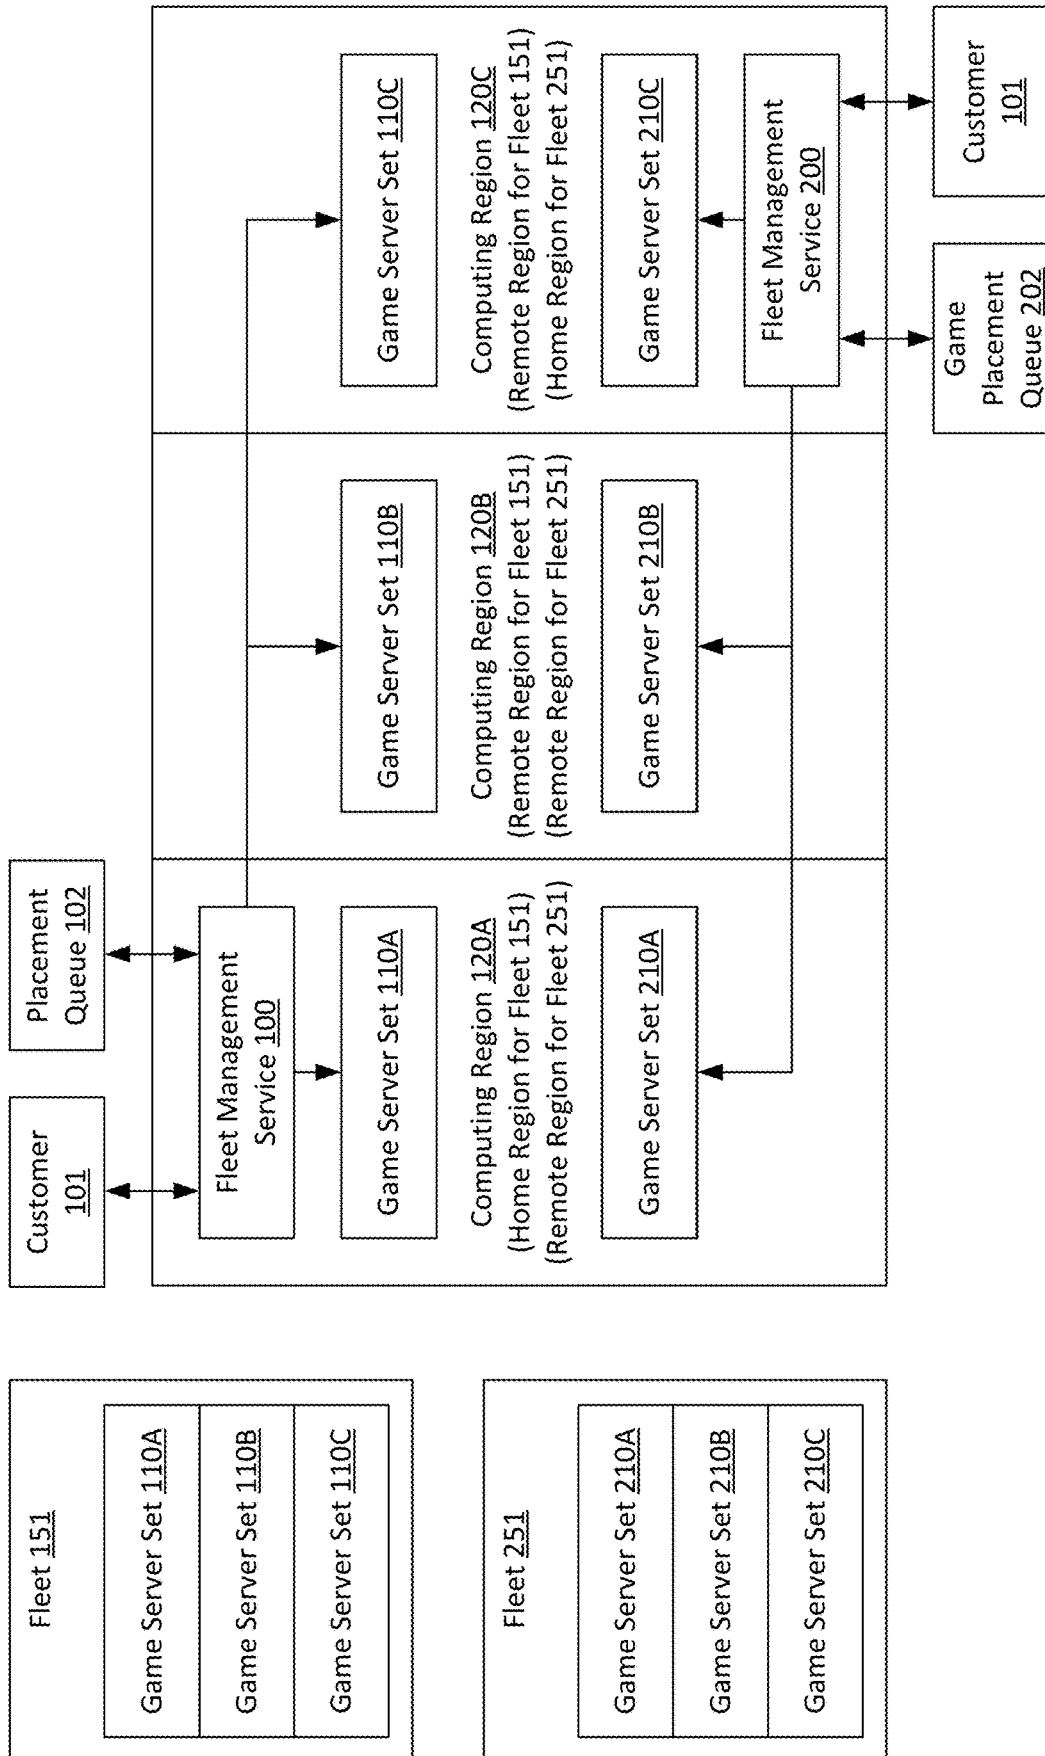 Fleet 151
Game Server Set 110A
Game Server Set 110B
Game Server Set 110C
Fleet 251
Game Server Set 210A
Game Server Set 210B
Game Server Set 210C
Customer
101
Placement
Queue 102
Fleet Management
Service 100
Game Server Set 110A
Computing Region 120A
(Home Region for Fleet 151)
(Remote Region for Fleet 251)
Game Server Set 210A
Game Server Set 110B
Computing Region 120B
(Remote Region for Fleet 151)
(Remote Region for Fleet 251)
Game Server Set 210B
Game Server Set 110C
Computing Region 120C
(Remote Region for Fleet 151)
(Home Region for Fleet 251)
Game Server Set 210C
Fleet Management
Service 200
Game
Placement
Queue 202
Customer
101